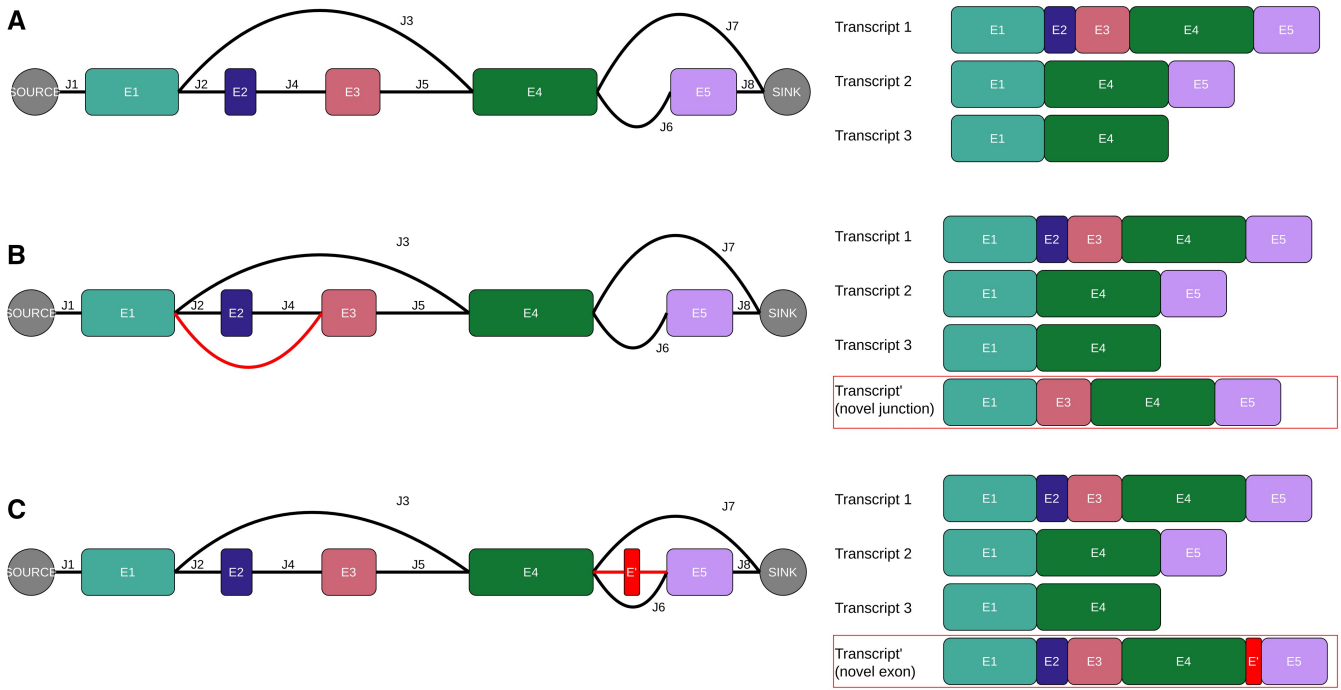 A
J3
J7
SOURCE
J1
E1
J2
E2
J4
E3
J5
E4
J6
E5
J8
SINK
Transcript 1
E1
E2
E3
E4
E5
Transcript 2
E1
E4
E5
Transcript 3
E1
E4
B
J3
J7
SOURCE
J1
E1
J2
E2
J4
E3
J5
E4
J6
E5
J8
SINK
Transcript 1
E1
E2
E3
E4
E5
Transcript 2
E1
E4
E5
Transcript 3
E1
E4
Transcript'
(novel junction)
E1
E3
E4
E5
C
J3
J7
SOURCE
J1
E1
J2
E2
J4
E3
J5
E4
E'
J6
E5
J8
SINK
Transcript 1
E1
E2
E3
E4
E5
Transcript 2
E1
E4
E5
Transcript 3
E1
E4
Transcript'
(novel exon)
E1
E2
E3
E4
E'
E5